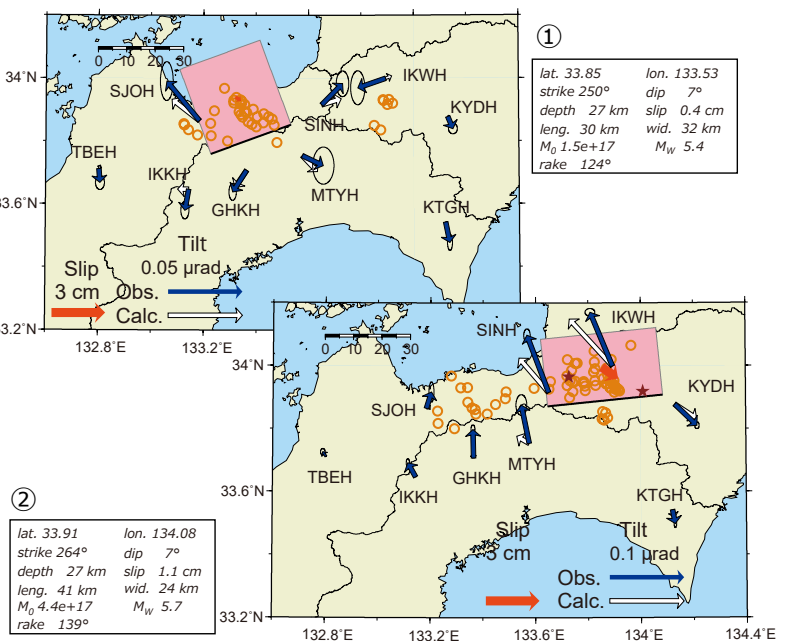 ①
0 10 20 30
34°N
33.6°N
33.2°N
132.8°E
133.2°E
SJOH
IKWH
SINH
KYDH
TBEH
IKKH
GHKH
MTYH
KTGH
Slip
3 cm
Tilt
0.05 μrad
Obs.
Calc.
lat. 33.85 lon. 133.53
strike 250° dip 7°
depth 27 km slip 0.4 cm
leng. 30 km wid. 32 km
M0 1.5e+17 MW 5.4
rake 124°
②
0 10 20 30
34°N
33.6°N
33.2°N
132.8°E
133.2°E
133.6°E
134°E
134.4°E
SINH
IKWH
SJOH
KYDH
TBEH
IKKH
GHKH
MTYH
KTGH
Slip
3 cm
Tilt
0.1 μrad
Obs.
Calc.
lat. 33.91 lon. 134.08
strike 264° dip 7°
depth 27 km slip 1.1 cm
leng. 41 km wid. 24 km
M0 4.4e+17 MW 5.7
rake 139°